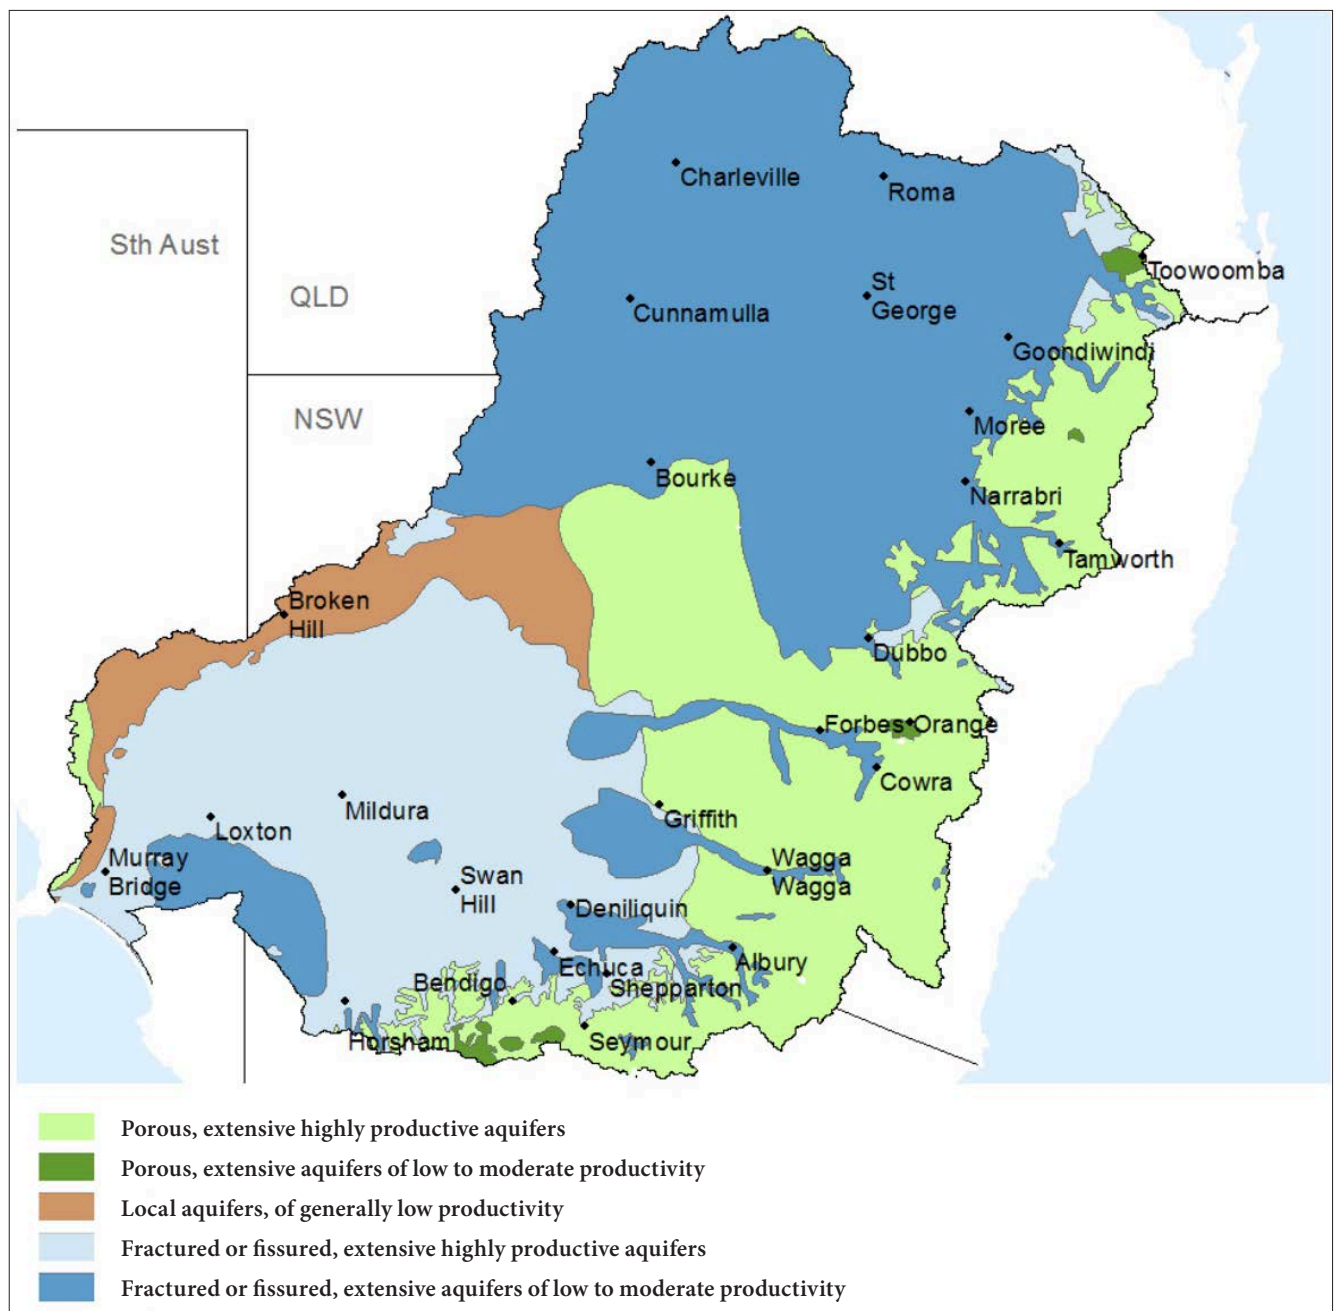 Charleville
Roma
Sth Aust
Toowoomba
QLD
St
George
Cunnamulla
Goondiwindi
NSW
Moree
Bourke
Narrabri
Tamworth
Broken
Hill
Dubbo
Forbes Orange
Cowra
Mildura
Griffith
Loxton
Murray
Bridge
Wagga
Wagga
Swan
Hill
Deniliquin
Albury
Echuca
Bendigo
Shepparton
Horsham
Seymour
Porous, extensive highly productive aquifers
Porous, extensive aquifers of low to moderate productivity
Local aquifers, of generally low productivity
Fractured or fissured, extensive highly productive aquifers
Fractured or fissured, extensive aquifers of low to moderate productivity